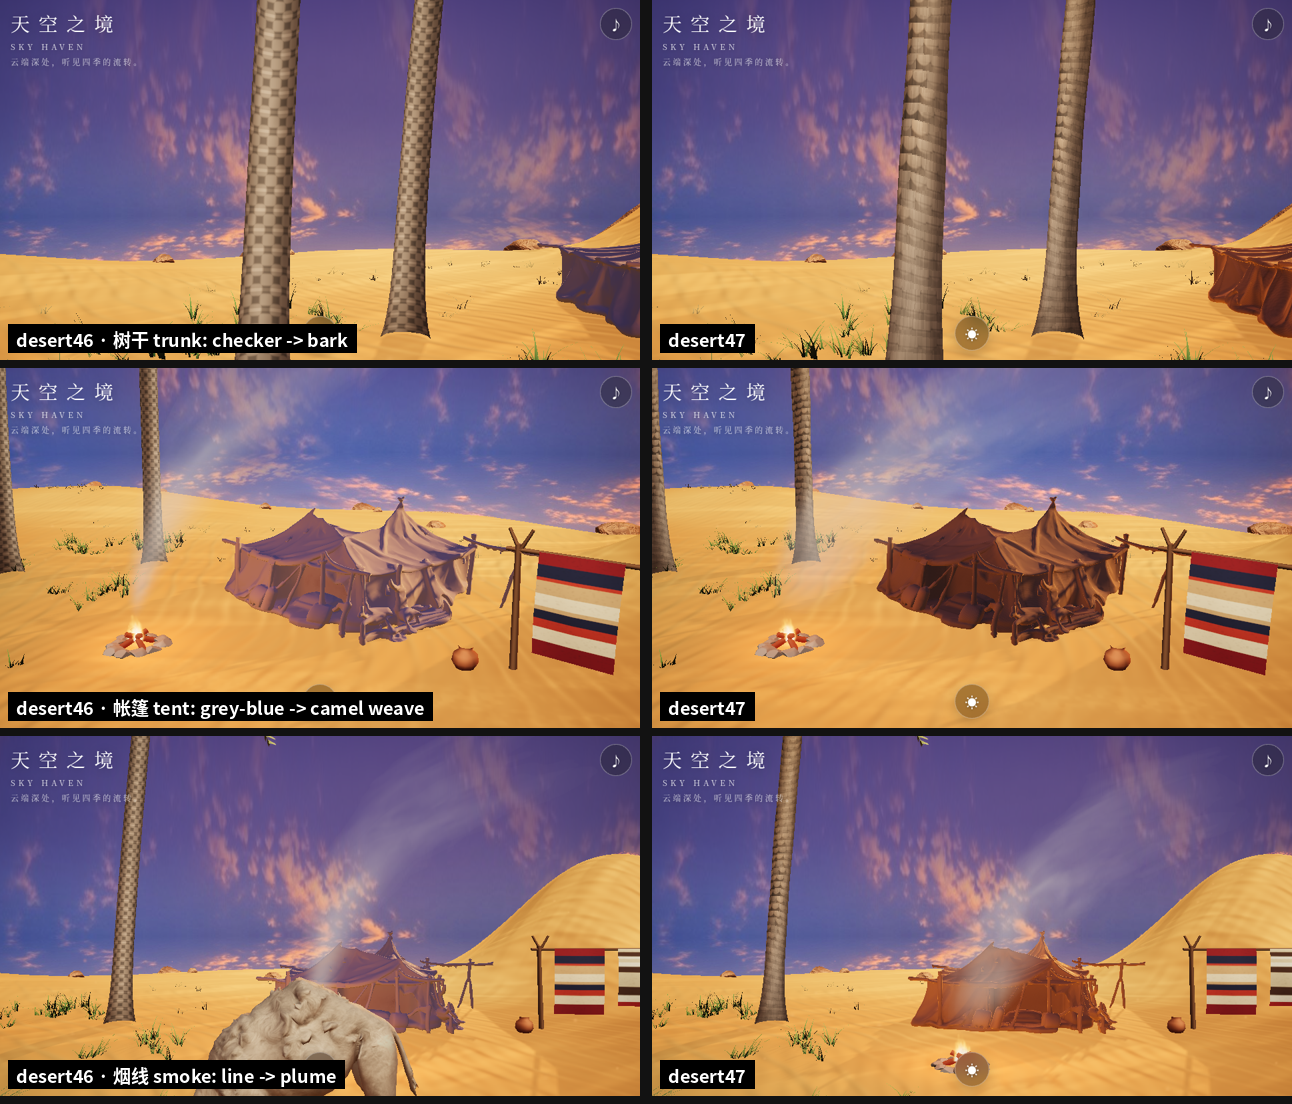 天空之境
SKY HAVEN
云端深处，听见四季的流转。
♪
desert46 · 树干 trunk: checker -> bark
天空之境
SKY HAVEN
云端深处，听见四季的流转。
♪
desert47
天空之境
SKY HAVEN
云端深处，听见四季的流转。
♪
desert46 · 帐篷 tent: grey-blue -> camel weave
天空之境
SKY HAVEN
云端深处，听见四季的流转。
♪
desert47
天空之境
SKY HAVEN
云端深处，听见四季的流转。
♪
desert46 · 烟线 smoke: line -> plume
天空之境
SKY HAVEN
云端深处，听见四季的流转。
♪
desert47